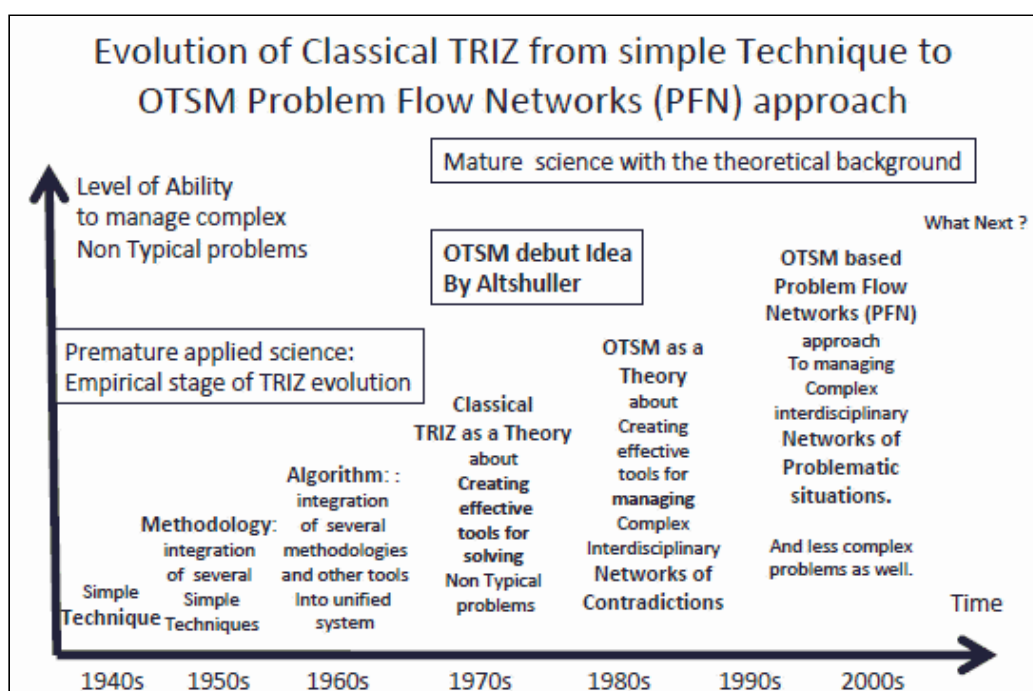 Evolution of Classical TRIZ from simple Technique to
OTSM Problem Flow Networks (PFN) approach
Mature science with the theoretical background
Level of Ability
to manage complex
Non Typical problems
What Next ?
OTSM debut Idea
By Altshuller
Premature applied science:
Empirical stage of TRIZ evolution
Simple
Technique
Methodology:
integration
of several
Simple
Techniques
Algorithm: :
integration
of several
methodologies
and other tools
Into unified
system
Classical
TRIZ as a Theory
about
Creating
effective
tools for
solving
Non Typical
problems
OTSM as a
Theory
about
Creating
effective
tools for
managing
Complex
Interdisciplinary
Networks of
Contradictions
OTSM based
Problem Flow
Networks (PFN)
approach
To managing
Complex
interdisciplinary
Networks of
Problematic
situations.
And less complex
problems as well.
Time
1940s 1950s 1960s 1970s 1980s 1990s 2000s